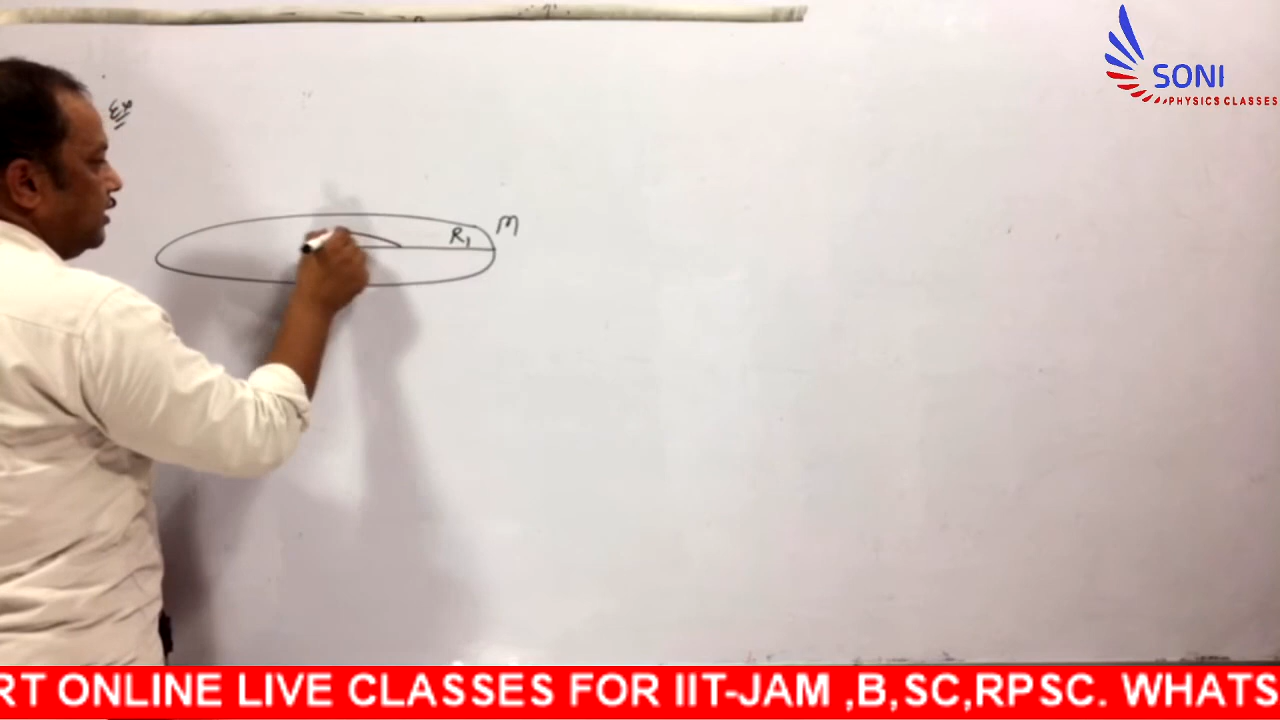 SONI
PHYSICS CLASSES
R₁
M
RT ONLINE LIVE CLASSES FOR IIT-JAM ,B,SC,RPSC. WHATS